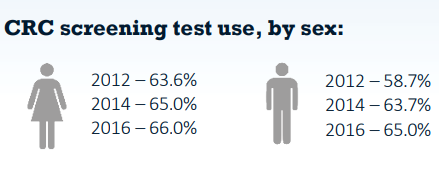 CRC screening test use, by sex:
2012 – 63.6%
2014 – 65.0%
2016 – 66.0%
2012 – 58.7%
2014 – 63.7%
2016 – 65.0%